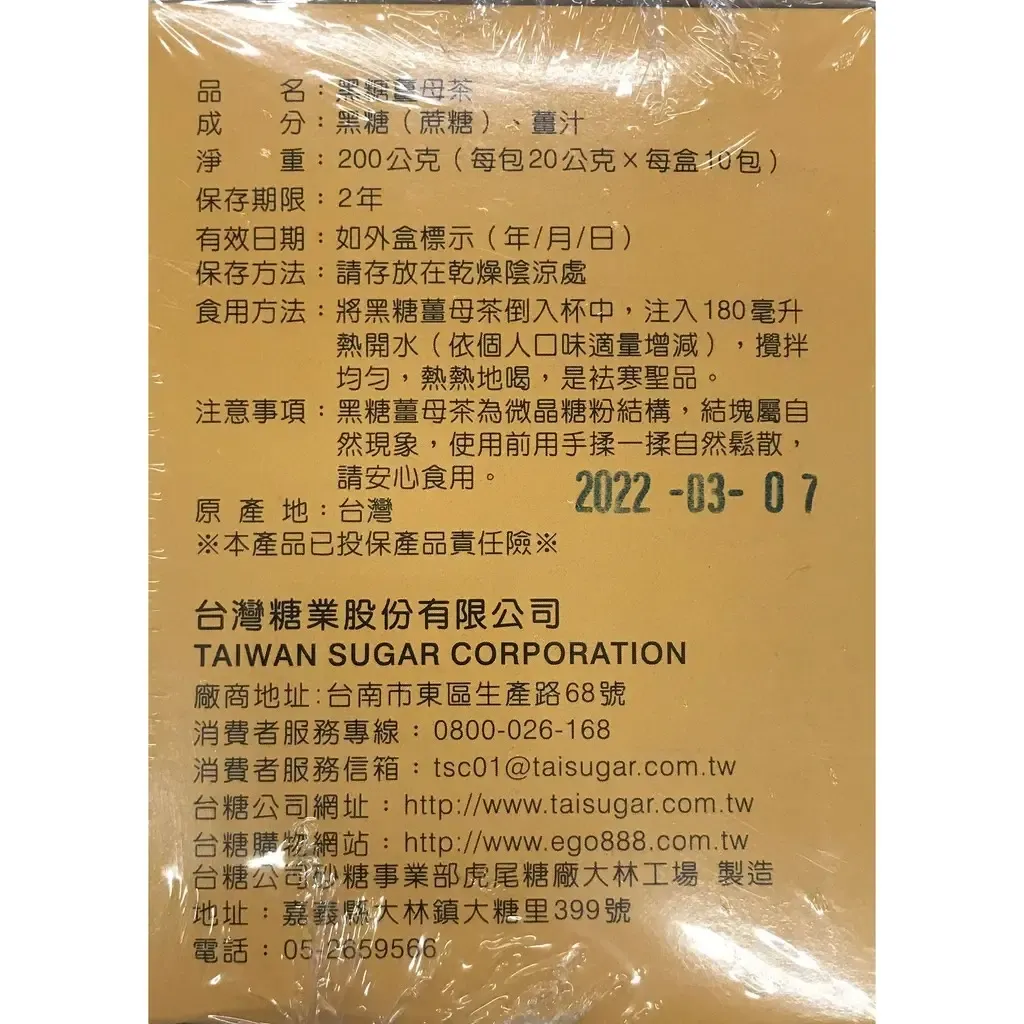 品名：黑糖薑母茶
成分：黑糖（蔗糖）、薑汁
淨重：200公克（每包20公克×每盒10包）
保存期限：2年
有效日期：如外盒標示（年/月/日）
保存方法：請存放在乾燥陰涼處
食用方法：將黑糖薑母茶倒入杯中，注入180毫升
熱開水（依個人口味適量增減），攪拌
均勻，熱熱地喝，是袪寒聖品。
注意事項：黑糖薑母茶為微晶糖粉結構，結塊屬自
然現象，使用前用手揉一揉自然鬆散，
請安心食用。
2022-03-07
原產地：台灣
※本產品已投保產品責任險※
台灣糖業股份有限公司
TAIWAN SUGAR CORPORATION
廠商地址:台南市東區生產路68號
消費者服務專線：0800-026-168
消費者服務信箱：tsc01@taisugar.com.tw
台糖公司網址：http://www.taisugar.com.tw
台糖購物網站：http://www.ego888.com.tw
台糖公司砂糖事業部虎尾糖廠大林工場 製造
地址：嘉義縣大林鎮大糖里399號
電話：05-2659566